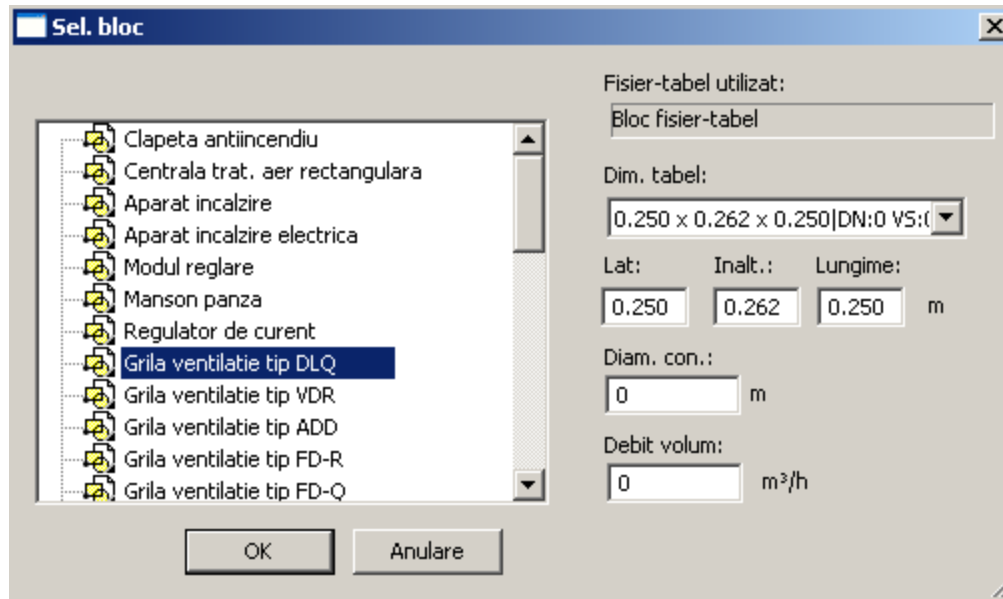 Sel. bloc
Clapeta antiincendiu
Centrala trat. aer rectangulara
Aparat incalzire
Aparat incalzire electrica
Modul reglare
Manson panza
Regulator de curent
Grila ventilatie tip DLQ
Grila ventilatie tip VDR
Grila ventilatie tip ADD
Grila ventilatie tip FD-R
Grila ventilatie tip FD-Q
OK Anulare
Fisier-tabel utilizat:
Bloc fisier-tabel
Dim. tabel:
0.250 x 0.262 x 0.250|DN:0 VS:(
Lat: Inalt.: Lungime:
0.250 0.262 0.250 m
Diam. con.:
0 m
Debit volum:
0 m³/h